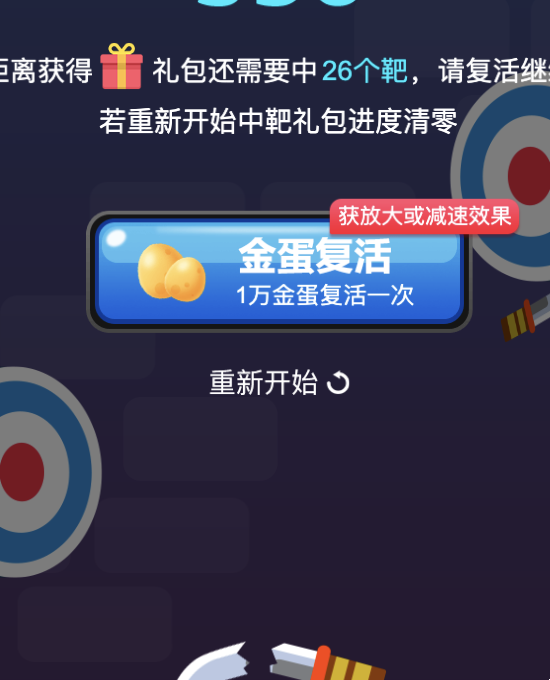 距离获得礼包还需要中26个靶，请复活继续
若重新开始中靶礼包进度清零
获放大或减速效果
金蛋复活
1万金蛋复活一次
重新开始